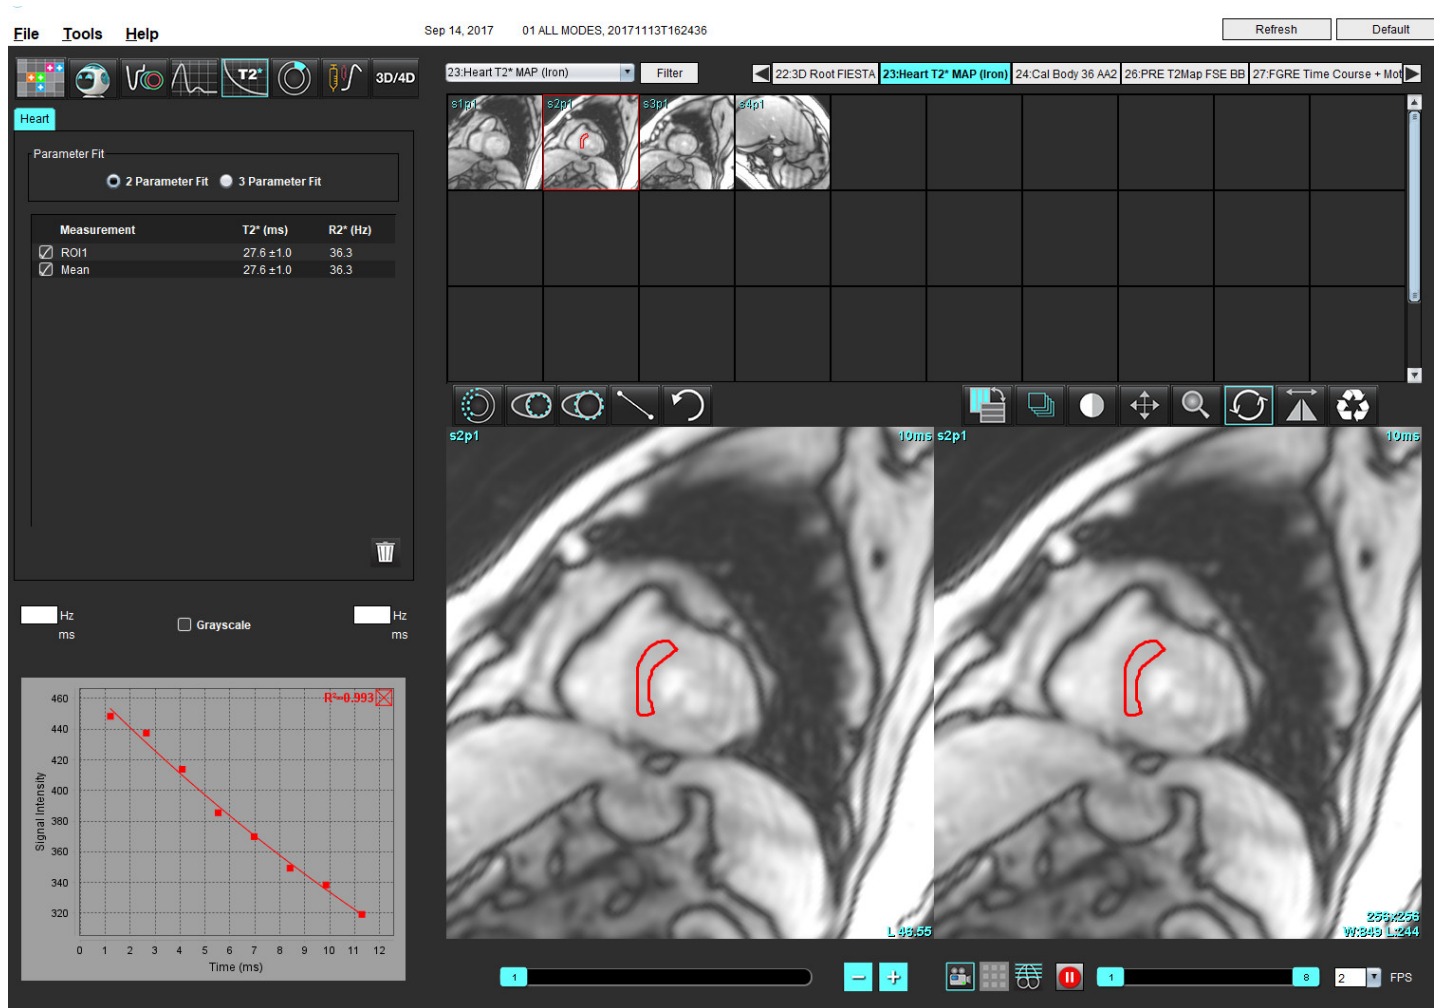 File Tools Help
Sep 14, 2017 01 ALL MODES, 20171113T162436
Refresh Default
T2* 3D/4D
23:Heart T2* MAP (Iron) Filter
22:3D Root FIESTA 23:Heart T2* MAP (Iron) 24:Cal Body 36 AA2 26:PRE T2Map FSE BB 27:FGRE Time Course + Mot
Heart
Parameter Fit
2 Parameter Fit 3 Parameter Fit
Measurement T2* (ms) R2* (Hz)
ROI1 27.6 ±1.0 36.3
Mean 27.6 ±1.0 36.3
s1p1 s2p1 s3p1 s4p1
Hz Hz
ms Grayscale ms
R²=0.993
460
440
420
400
380
360
340
320
Signal Intensity
0 1 2 3 4 5 6 7 8 9 10 11 12
Time (ms)
s2p1 10ms
L 46.55
s2p1 10ms
256x256
W:849 L:244
1
1 8 2 FPS